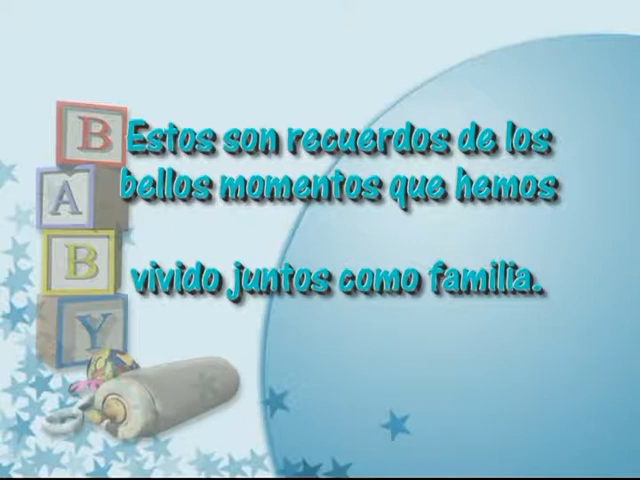 B
A
B
Y
Estos son recuerdos de los
bellos momentos que hemos
vivido juntos como familia.